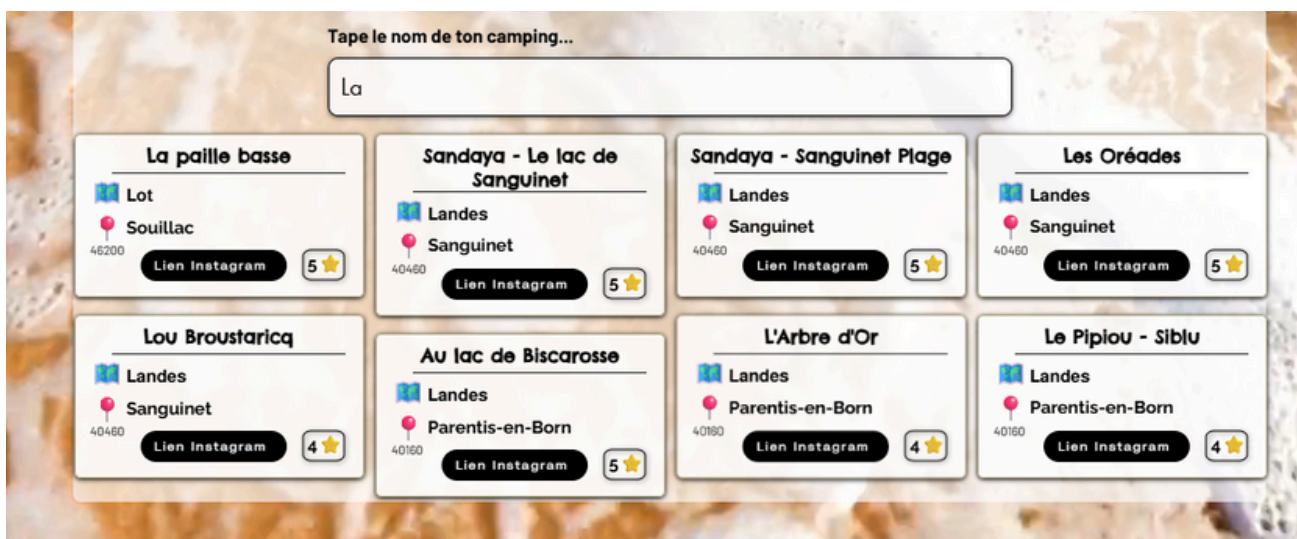 Tape le nom de ton camping...
La
La paille basse
Lot
Souillac
46200
Lien Instagram
5
Sandaya - Le lac de
Sanguinet
Landes
Sanguinet
40460
Lien Instagram
5
Sandaya - Sanguinet Plage
Landes
Sanguinet
40460
Lien Instagram
5
Les Oréades
Landes
Sanguinet
40460
Lien Instagram
5
Lou Broustaricq
Landes
Sanguinet
40460
Lien Instagram
4
Au lac de Biscarosse
Landes
Parentis-en-Born
40160
Lien Instagram
5
L'Arbre d'Or
Landes
Parentis-en-Born
40160
Lien Instagram
4
Le Pipiou - Siblu
Landes
Parentis-en-Born
40160
Lien Instagram
4